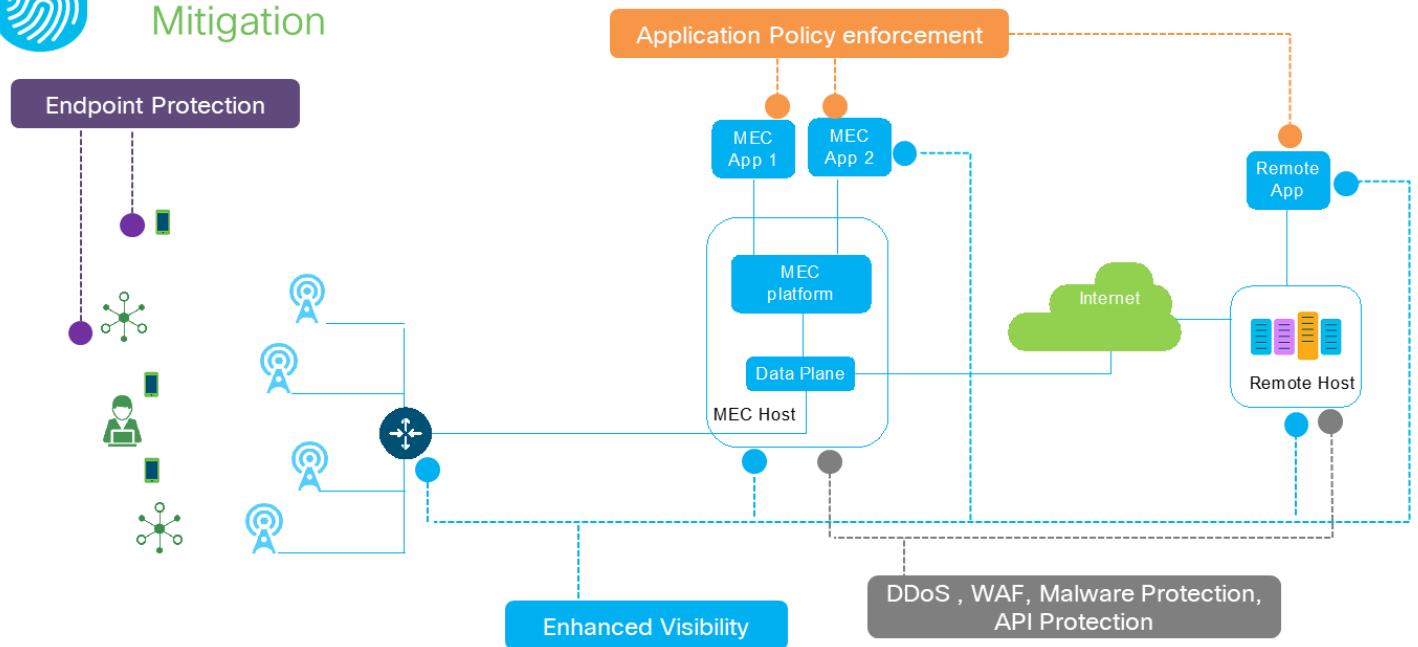 Mitigation
Application Policy enforcement
Endpoint Protection
MEC
App 1
MEC
App 2
Remote
App
MEC
platform
Internet
Data Plane
MEC Host
Remote Host
DDoS , WAF, Malware Protection,
API Protection
Enhanced Visibility